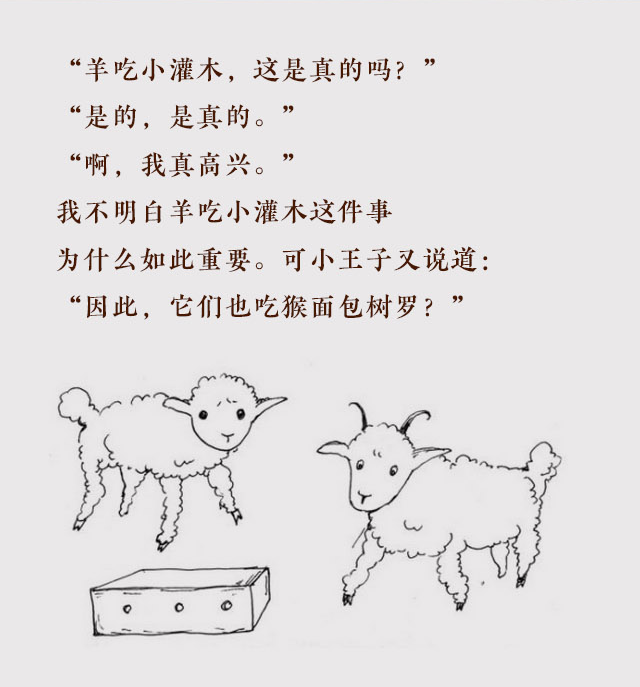 “羊吃小灌木，这是真的吗？”
“是的，是真的。”
“啊，我真高兴。”
我不明白羊吃小灌木这件事
为什么如此重要。可小王子又说道：
“因此，它们也吃猴面包树罗？”